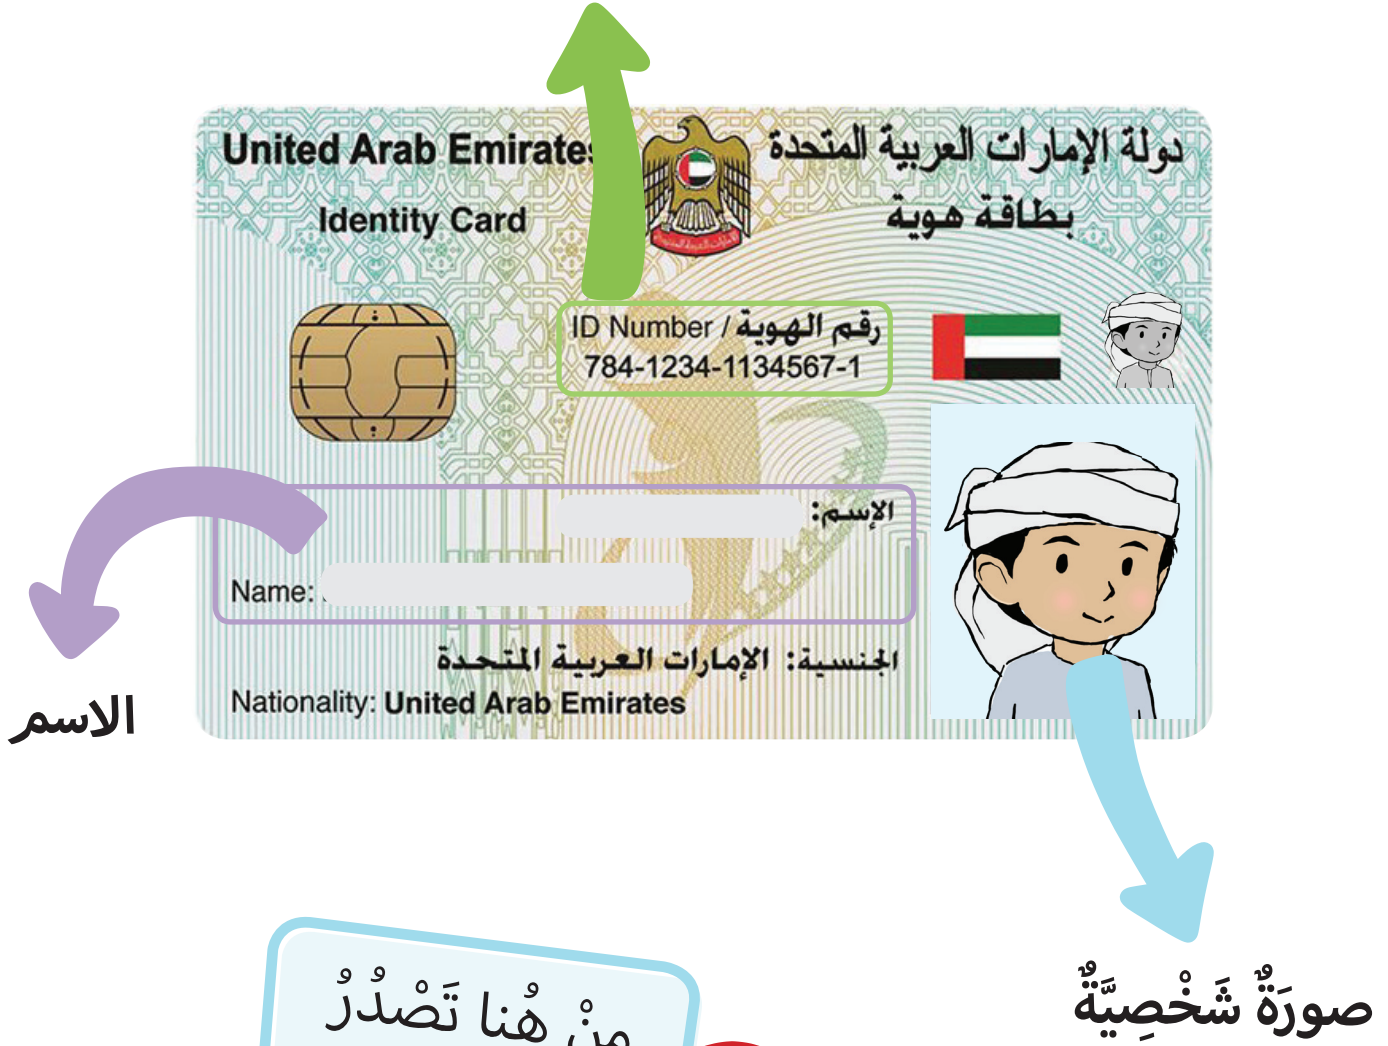 دولة الإمارات العربية المتحدة
United Arab Emirates
بطاقة هوية
Identity Card
ID Number / رقم الهوية
784-1234-1134567-1
الإسم:
Name:
الجنسية: الإمارات العربية المتحدة
Nationality: United Arab Emirates
الاسم
صورَةٌ شَخْصِيَّةٌ
مِنْ هُنا تَصْدُرُ